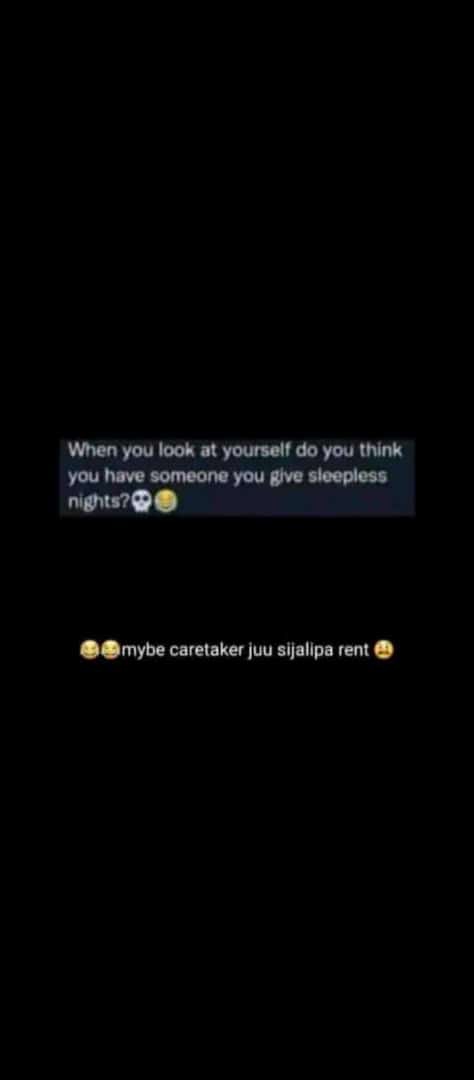 When you look at yourself do you think
you have someone you give sleepless
nights?💀😂
😂😂mybe caretaker juu sijalipa rent 😩